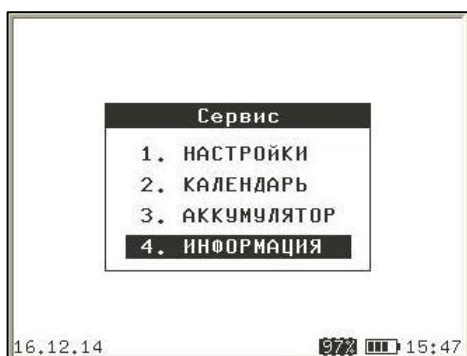 Сервис
1. НАСТРОЙКИ
2. КАЛЕНДАРЬ
3. АККУМУЛЯТОР
4. ИНФОРМАЦИЯ
16.12.14 97% 15:47